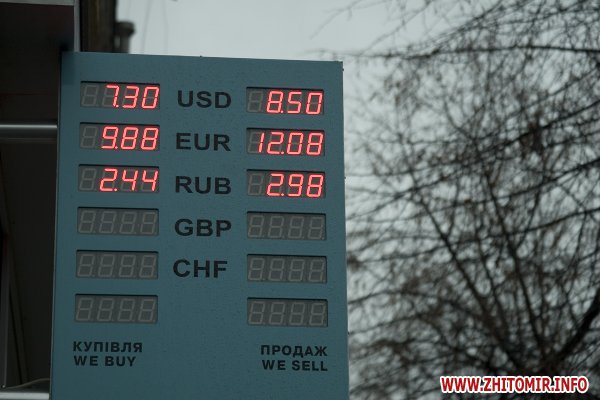 7.30 USD 8.50
9.88 EUR 12.08
2.44 RUB 2.98
GBP
CHF
КУПІВЛЯ
WE BUY
ПРОДАЖ
WE SELL
WWW.ZHITOMIR.INFO